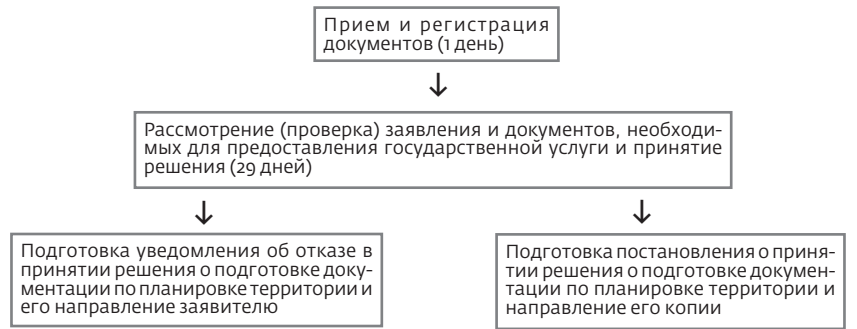 Прием и регистрация
документов (1 день)
Рассмотрение (проверка) заявления и документов, необходи-
мых для предоставления государственной услуги и принятие
решения (29 дней)
Подготовка уведомления об отказе в
принятии решения о подготовке доку-
ментации по планировке территории и
его направление заявителю
Подготовка постановления о приня-
тии решения о подготовке документ-
тации по планировке территории и
направление его копии